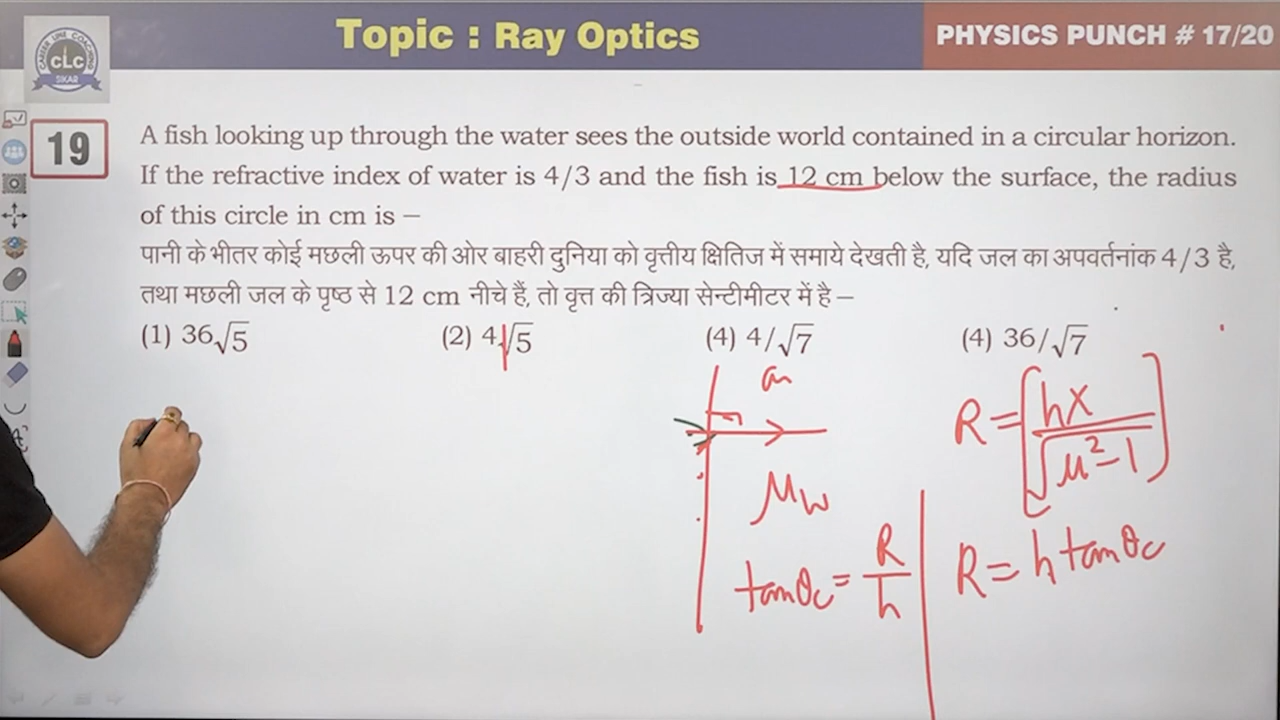 CAREER LINE COACHING
CLC
SIKAR
Topic : Ray Optics
PHYSICS PUNCH # 17/20
19
A fish looking up through the water sees the outside world contained in a circular horizon.
If the refractive index of water is 4/3 and the fish is 12 cm below the surface, the radius
of this circle in cm is –
पानी के भीतर कोई मछली ऊपर की ओर बाहरी दुनिया को वृत्तीय क्षितिज में समाये देखती है, यदि जल का अपवर्तनांक 4/3 है,
तथा मछली जल के पृष्ठ से 12 cm नीचे हैं, तो वृत्त की त्रिज्या सेन्टीमीटर में है –
(1) 36√5 (2) 4√5 (4) 4/√7 (4) 36/√7
R = [hx/√μ²-1]
μw
tanθc = R/h
R = h tanθc